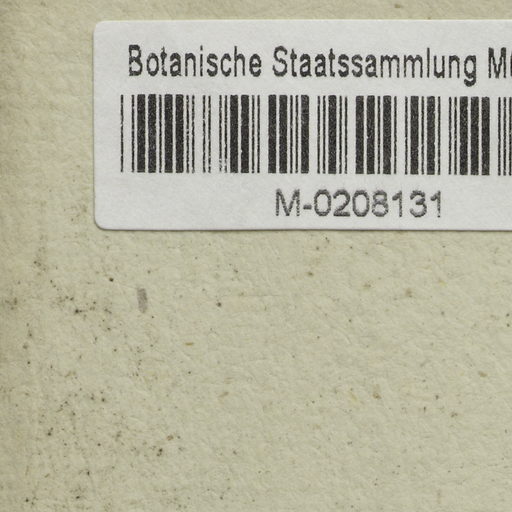 Botanische Staatssammlung
M-0208131